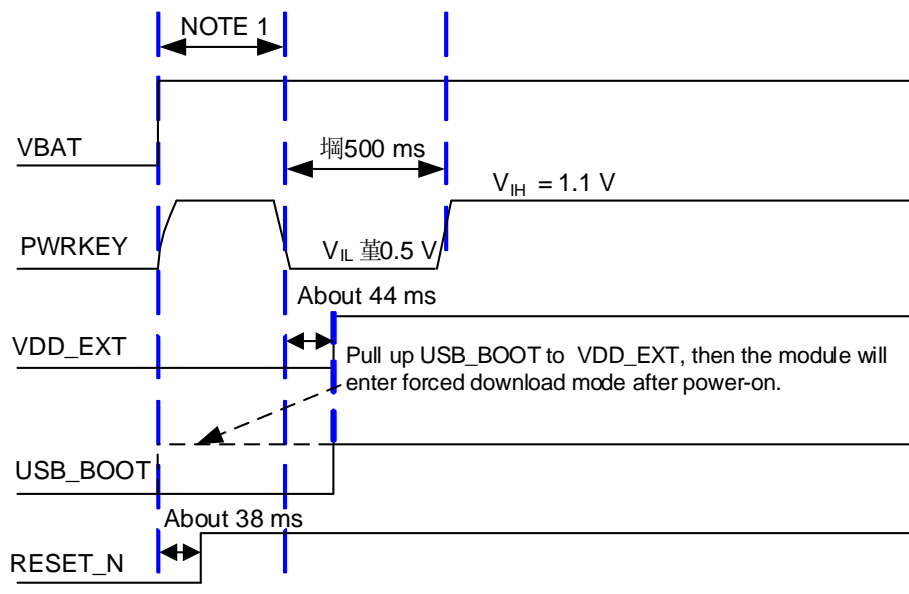 NOTE 1
VBAT
堈500 ms
VIH = 1.1 V
PWRKEY
VIL 堇0.5 V
About 44 ms
VDD_EXT
Pull up USB_BOOT to VDD_EXT, then the module will
enter forced download mode after power-on.
USB_BOOT
About 38 ms
RESET_N